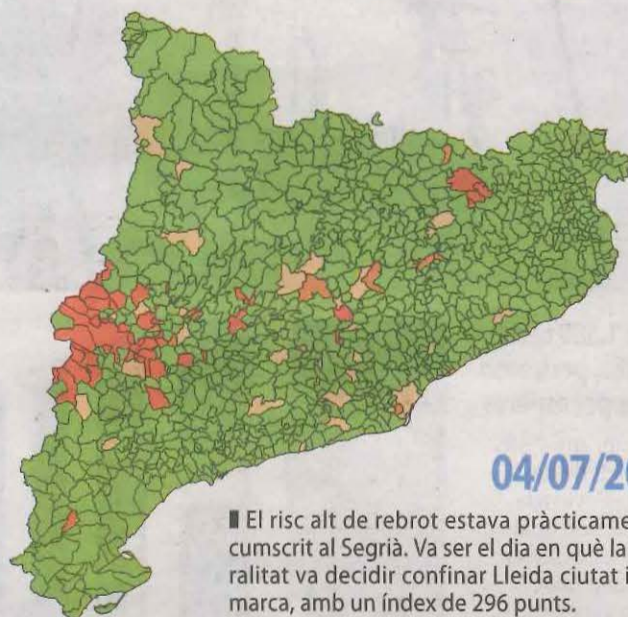 04/07/20
▮ El risc alt de rebrot estava pràcticame
cumscrit al Segrià. Va ser el dia en què la
ralitat va decidir confinar Lleida ciutat i
marca, amb un índex de 296 punts.